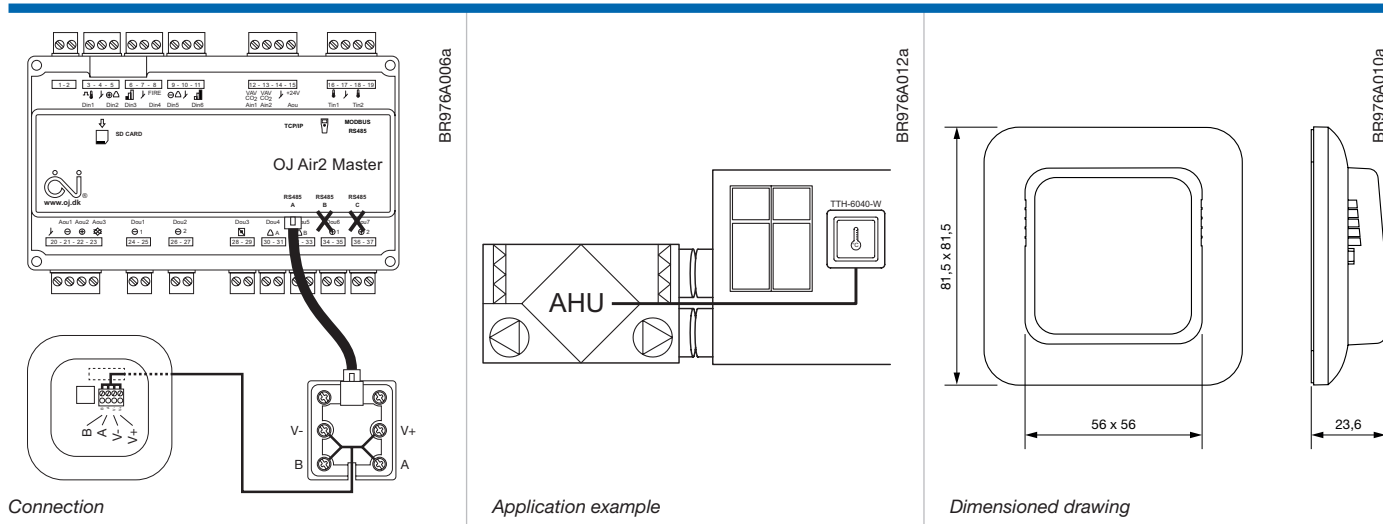 1 - 2
3 - 4 - 5
6 - 7 - 8
9 - 10 - 11
12 - 13 - 14 - 15
16 - 17 - 18 - 19
FIRE
VAV
CO2
VAV
CO2
+24V
Din1
Din2
Din3
Din4
Din5
Din6
Ain1
Ain2
Aou
Tin1
Tin2
SD CARD
TCP/IP
MODBUS
RS485
OJ Air2 Master
OJ
®
www.oj.dk
RS485
A
RS485
B
RS485
C
Aou1
Aou2
Aou3
Dou1
Dou2
Dou3
Dou4
ou5
ou6
ou7
1
2
A
B
1
2
20 - 21 - 22 - 23
24 - 25
26 - 27
28 - 29
30 - 31
- 33
34 - 35
36 - 37
B
A
V-
V+
V-
V+
B
A
BR976A006a
Connection
AHU
TTH-6040-W
C
BR976A012a
Application example
81,5 x 81,5
56 x 56
23,6
BR976A010a
Dimensioned drawing